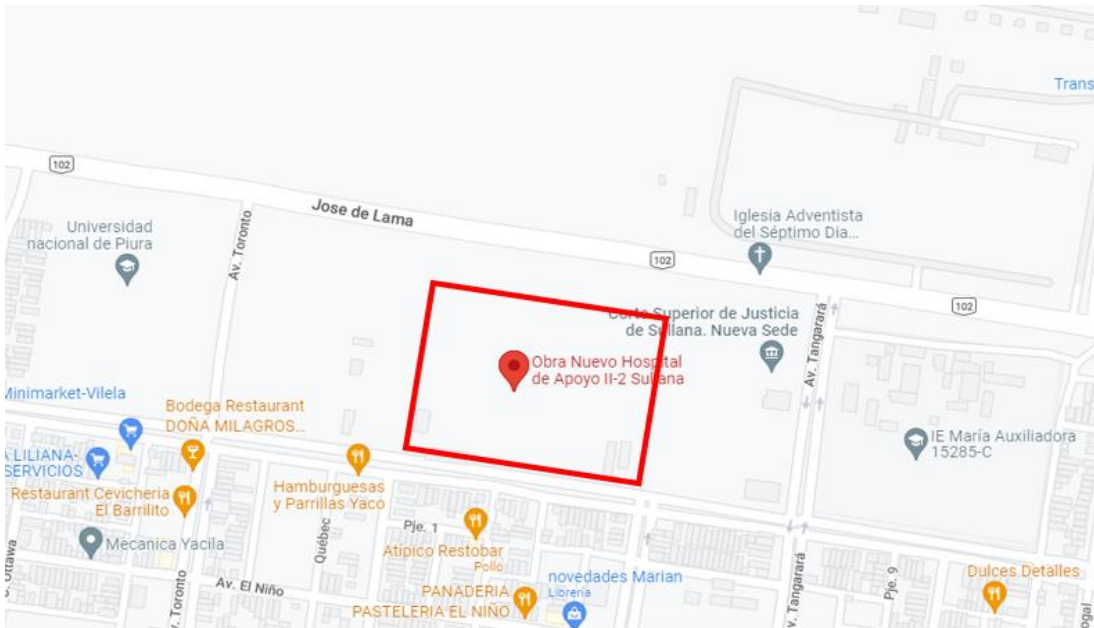 Trans
102
Jose de Lama
Universidad
nacional de Piura
Av. Toronto
Iglesia Adventista
del Séptimo Dia...
102
102
Corte Superior de Justicia
de Sullana. Nueva Sede
Av. Tangarará
Obra Nuevo Hospital
de Apoyo II-2 Sullana
Minimarket-Vilela
Bodega Restaurant
DOÑA MILAGROS...
IE María Auxiliadora
15285-C
A LILIANA-
SERVICIOS
Hamburguesas
y Parrillas Yaco
Restaurant Cevicheria
El Barrilito
Québec
Pje. 1
Mecanica Yacila
Atipico Restobar
Pollo
Av. El Niño
novedades Marian
Librería
PANADERIA
PASTELERIA EL NIÑO
Dulces Detalles
Pje. 9
Ottawa
v. Toronto
v. Tangarará
ogal